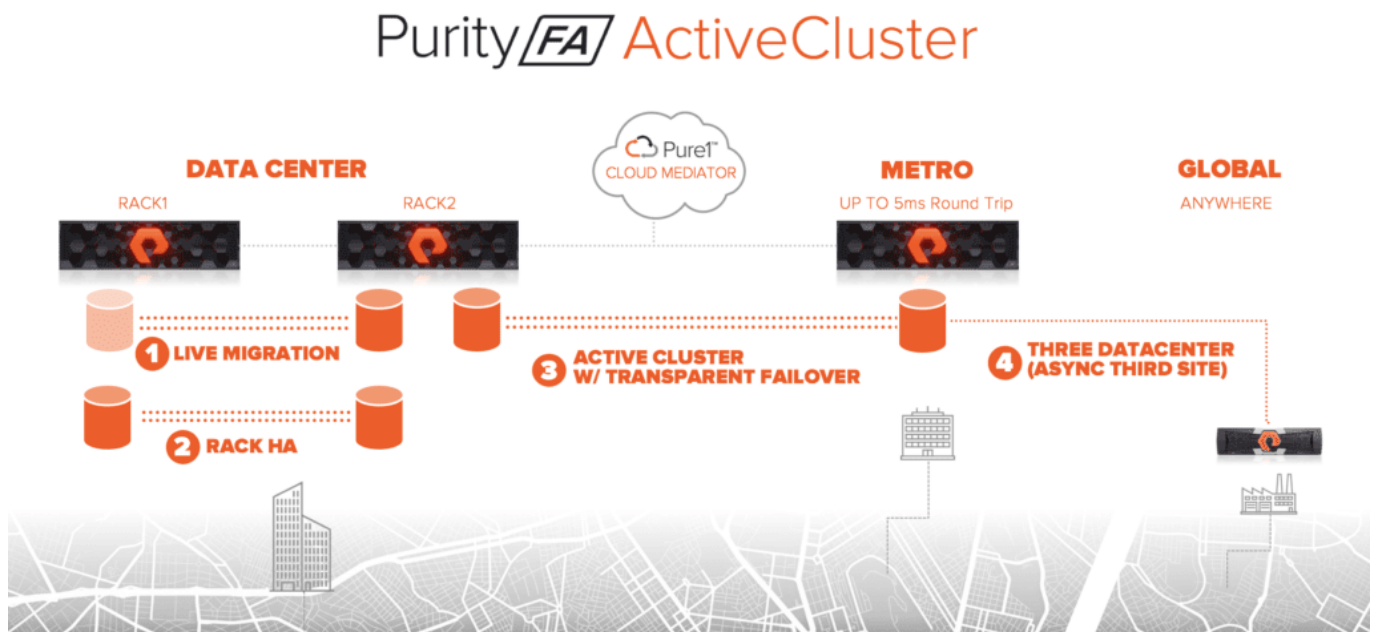 Purity/FA ActiveCluster
Pure1™
CLOUD MEDIATOR
DATA CENTER
METRO
GLOBAL
RACK1
RACK2
UP TO 5ms Round Trip
ANYWHERE
1 LIVE MIGRATION
2 RACK HA
3 ACTIVE CLUSTER
W/ TRANSPARENT FAILOVER
4 THREE DATACENTER
(ASYNC THIRD SITE)